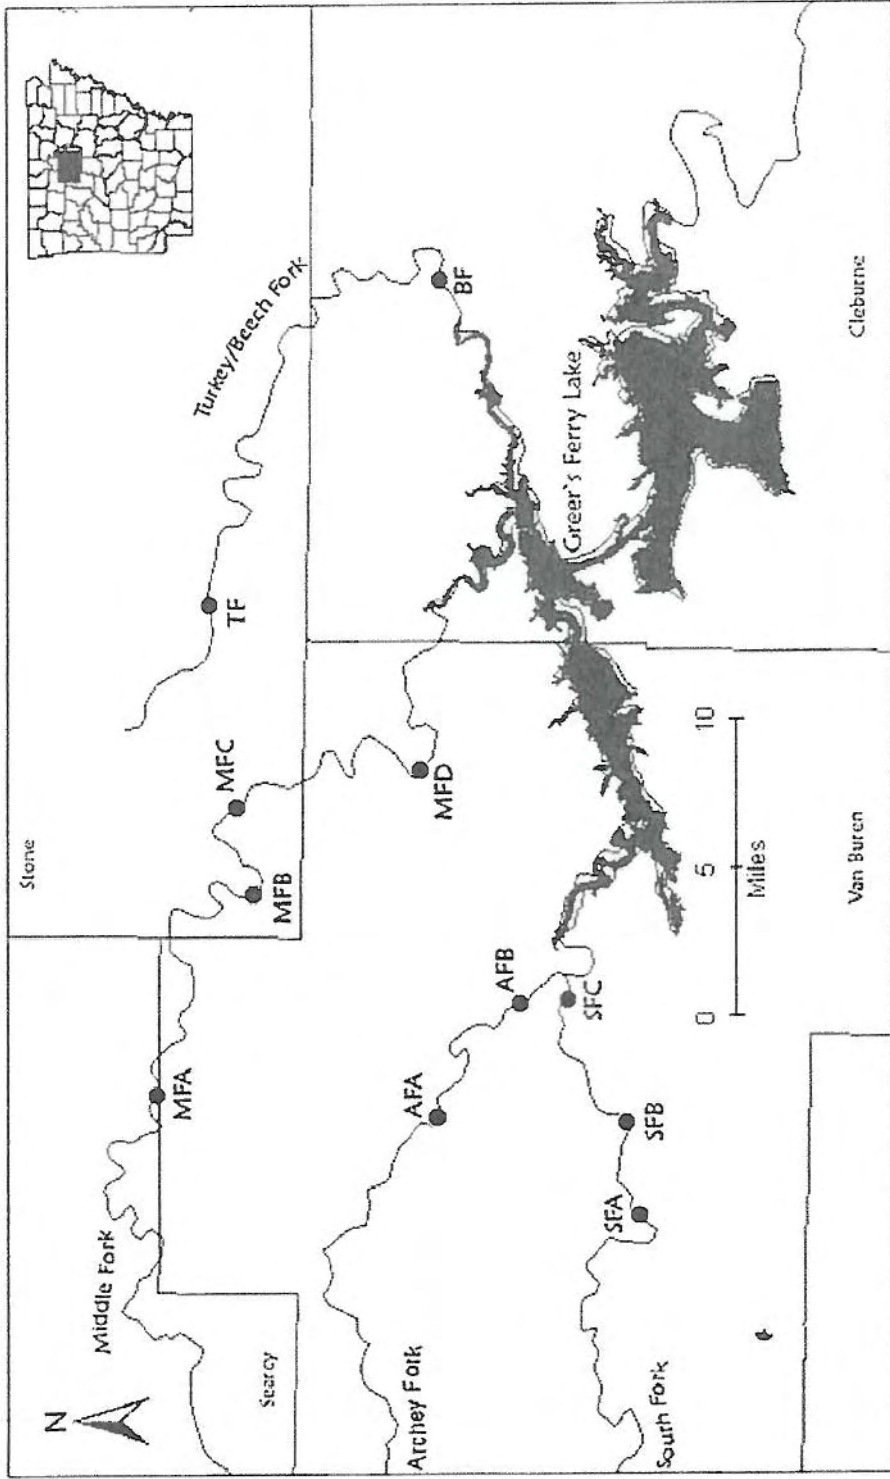 N
Stone
Middle Fork
Searcy
MFA
MFB
MFC
TF
Turkey/Beech Fork
Archey Fork
AFA
AFB
MFD
BF
South Fork
SFA
SFB
SFC
Greer`s Ferry Lake
0 5 10
Miles
Van Buren
Cleburne